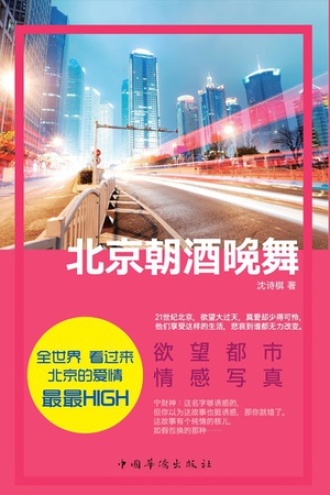 北京朝酒晚舞
沈诗棋 著
21世纪北京，欲望大过天，真爱却少得可怜，
他们享受这样的生活，悲哀到谁都无力改变。
全世界 看过来
北京的爱情
最最HIGH
欲望都市
情感写真
宁财神：这名字够诱惑的，
但你以为这故事也挺诱惑，那你就错了。
这故事有个纯情的核儿，
如假包换的那种……
中国华侨出版社